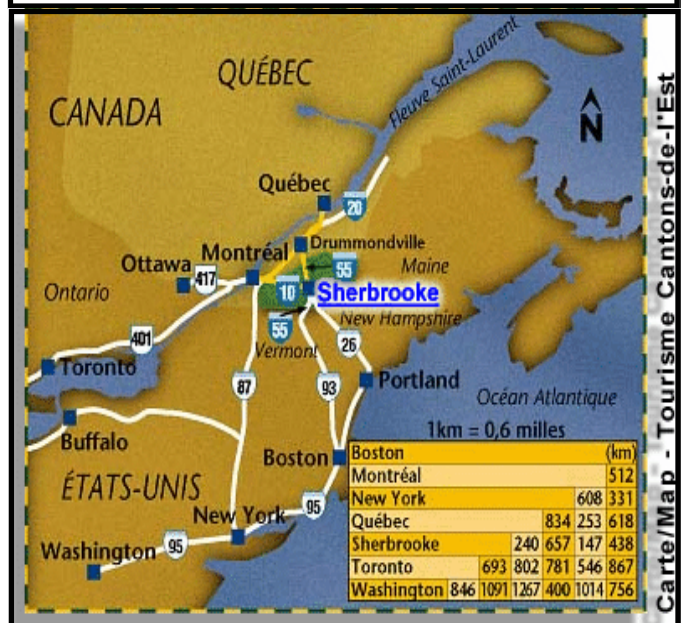 Fleuve Saint-Laurent
QUÉBEC
CANADA
N
Québec
20
Drummondville
Montréal
Ottawa
417
55
Maine
Ontario
10
Sherbrooke
New Hampshire
55
Vermont
401
26
Toronto
87
93
Portland
Océan Atlantique
1km = 0,6 milles
Buffalo
Boston
ÉTATS-UNIS
New York
95
95
Washington
Boston (km)
Montréal 512
New York 608 331
Québec 834 253 618
Sherbrooke 240 657 147 438
Toronto 693 802 781 546 867
Washington 846 1091 1267 400 1014 756
Carte/Map - Tourisme Cantons-de-l'Est